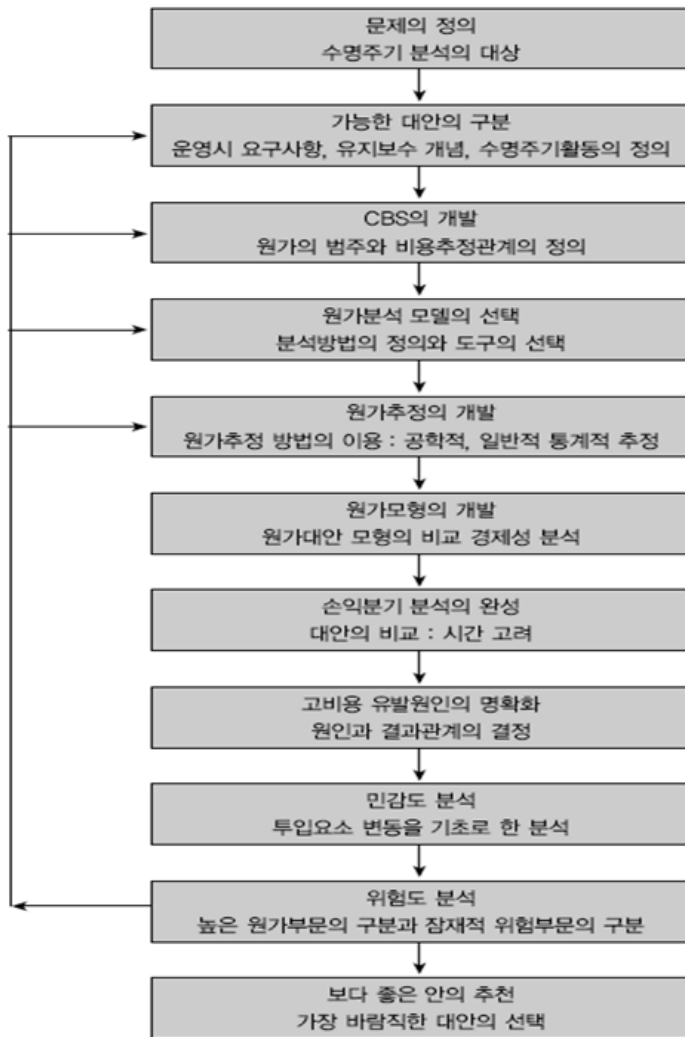 문제의 정의
수명주기 분석의 대상
가능한 대안의 구분
운영시 요구사항, 유지보수 개념, 수명주기활동의 정의
CBS의 개발
원가의 범주와 비용추정관계의 정의
원가분석 모델의 선택
분석방법의 정의와 도구의 선택
원가추정의 개발
원가추정 방법의 이용 : 공학적, 일반적 통계적 추정
원가모형의 개발
원가대안 모형의 비교 경제성 분석
손익분기 분석의 완성
대안의 비교 : 시간 고려
고비용 유발원인의 명확화
원인과 결과관계의 결정
민감도 분석
투입요소 변동을 기초로 한 분석
위험도 분석
높은 원가부문의 구분과 잠재적 위험부문의 구분
보다 좋은 안의 추천
가장 바람직한 대안의 선택